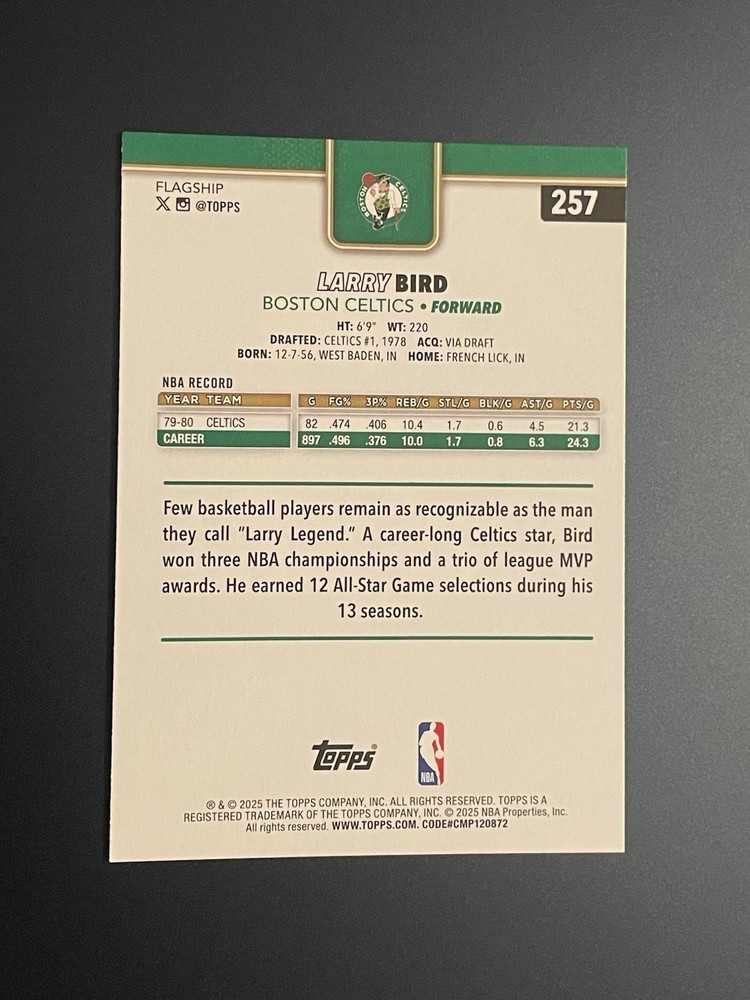 FLAGSHIP
257
@TOPPS
BOSTON CELTICS
LARRY BIRD
BOSTON CELTICS • FORWARD
HT: 6'9" WT: 220
DRAFTED: CELTICS #1, 1978 ACQ: VIA DRAFT
BORN: 12-7-56, WEST BADEN, IN HOME: FRENCH LICK, IN
NBA RECORD
YEAR TEAM G FG% 3P% REB/G STL/G BLK/G AST/G PTS/G
79-80 CELTICS 82 .474 .406 10.4 1.7 0.6 4.5 21.3
CAREER 897 .496 .376 10.0 1.7 0.8 6.3 24.3
Few basketball players remain as recognizable as the man
they call "Larry Legend." A career-long Celtics star, Bird
won three NBA championships and a trio of league MVP
awards. He earned 12 All-Star Game selections during his
13 seasons.
TOPPS®
NBA
® & © 2025 THE TOPPS COMPANY, INC. ALL RIGHTS RESERVED. TOPPS IS A
REGISTERED TRADEMARK OF THE TOPPS COMPANY, INC. © 2025 NBA Properties, Inc.
All rights reserved. WWW.TOPPS.COM. CODE#CMP120872